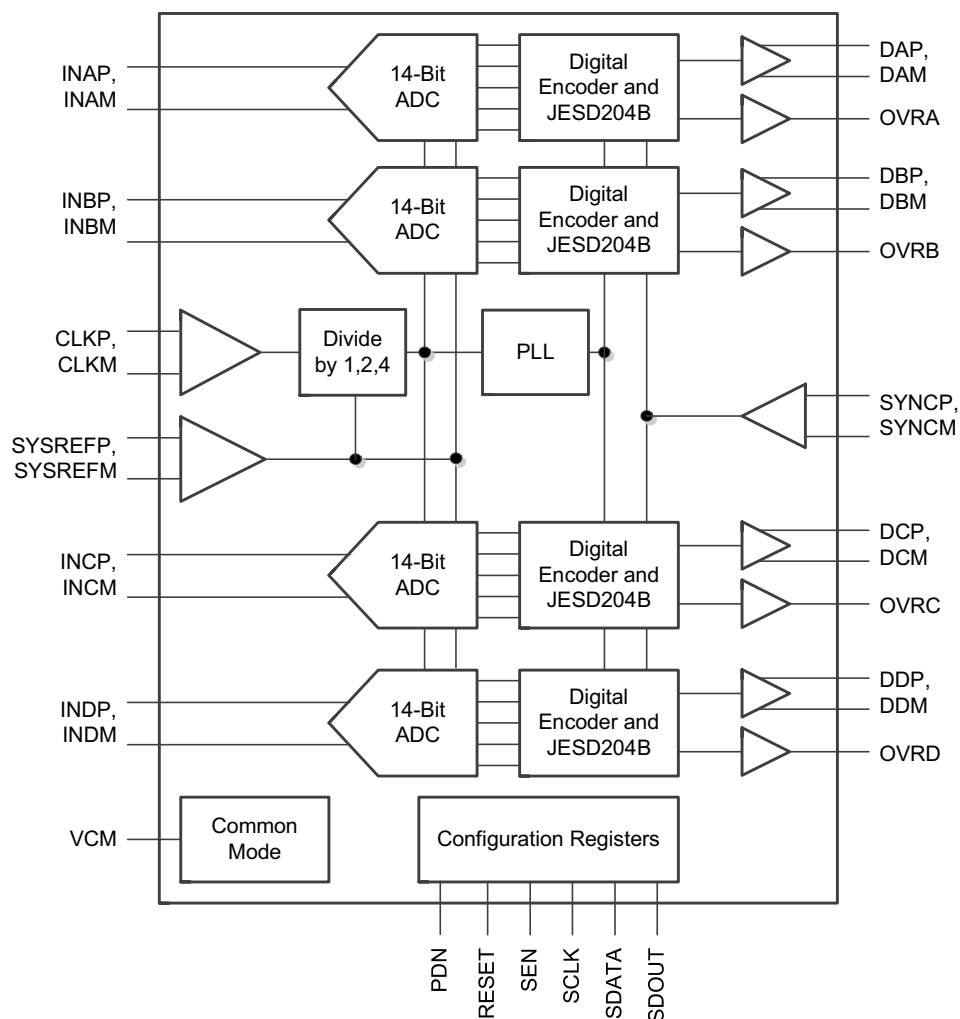 INAP,
INAM
14-Bit
ADC
Digital
Encoder and
JESD204B
DAP,
DAM
OVRA
INBP,
INBM
14-Bit
ADC
Digital
Encoder and
JESD204B
DBP,
DBM
OVRB
CLKP,
CLKM
Divide
by 1,2,4
PLL
SYSREFP,
SYSREFM
SYNCP,
SYNCM
INCP,
INCM
14-Bit
ADC
Digital
Encoder and
JESD204B
DCP,
DCM
OVRC
INDP,
INDM
14-Bit
ADC
Digital
Encoder and
JESD204B
DDP,
DDM
OVRD
VCM
Common
Mode
Configuration Registers
PDN
RESET
SEN
SCLK
SDATA
SDOUT